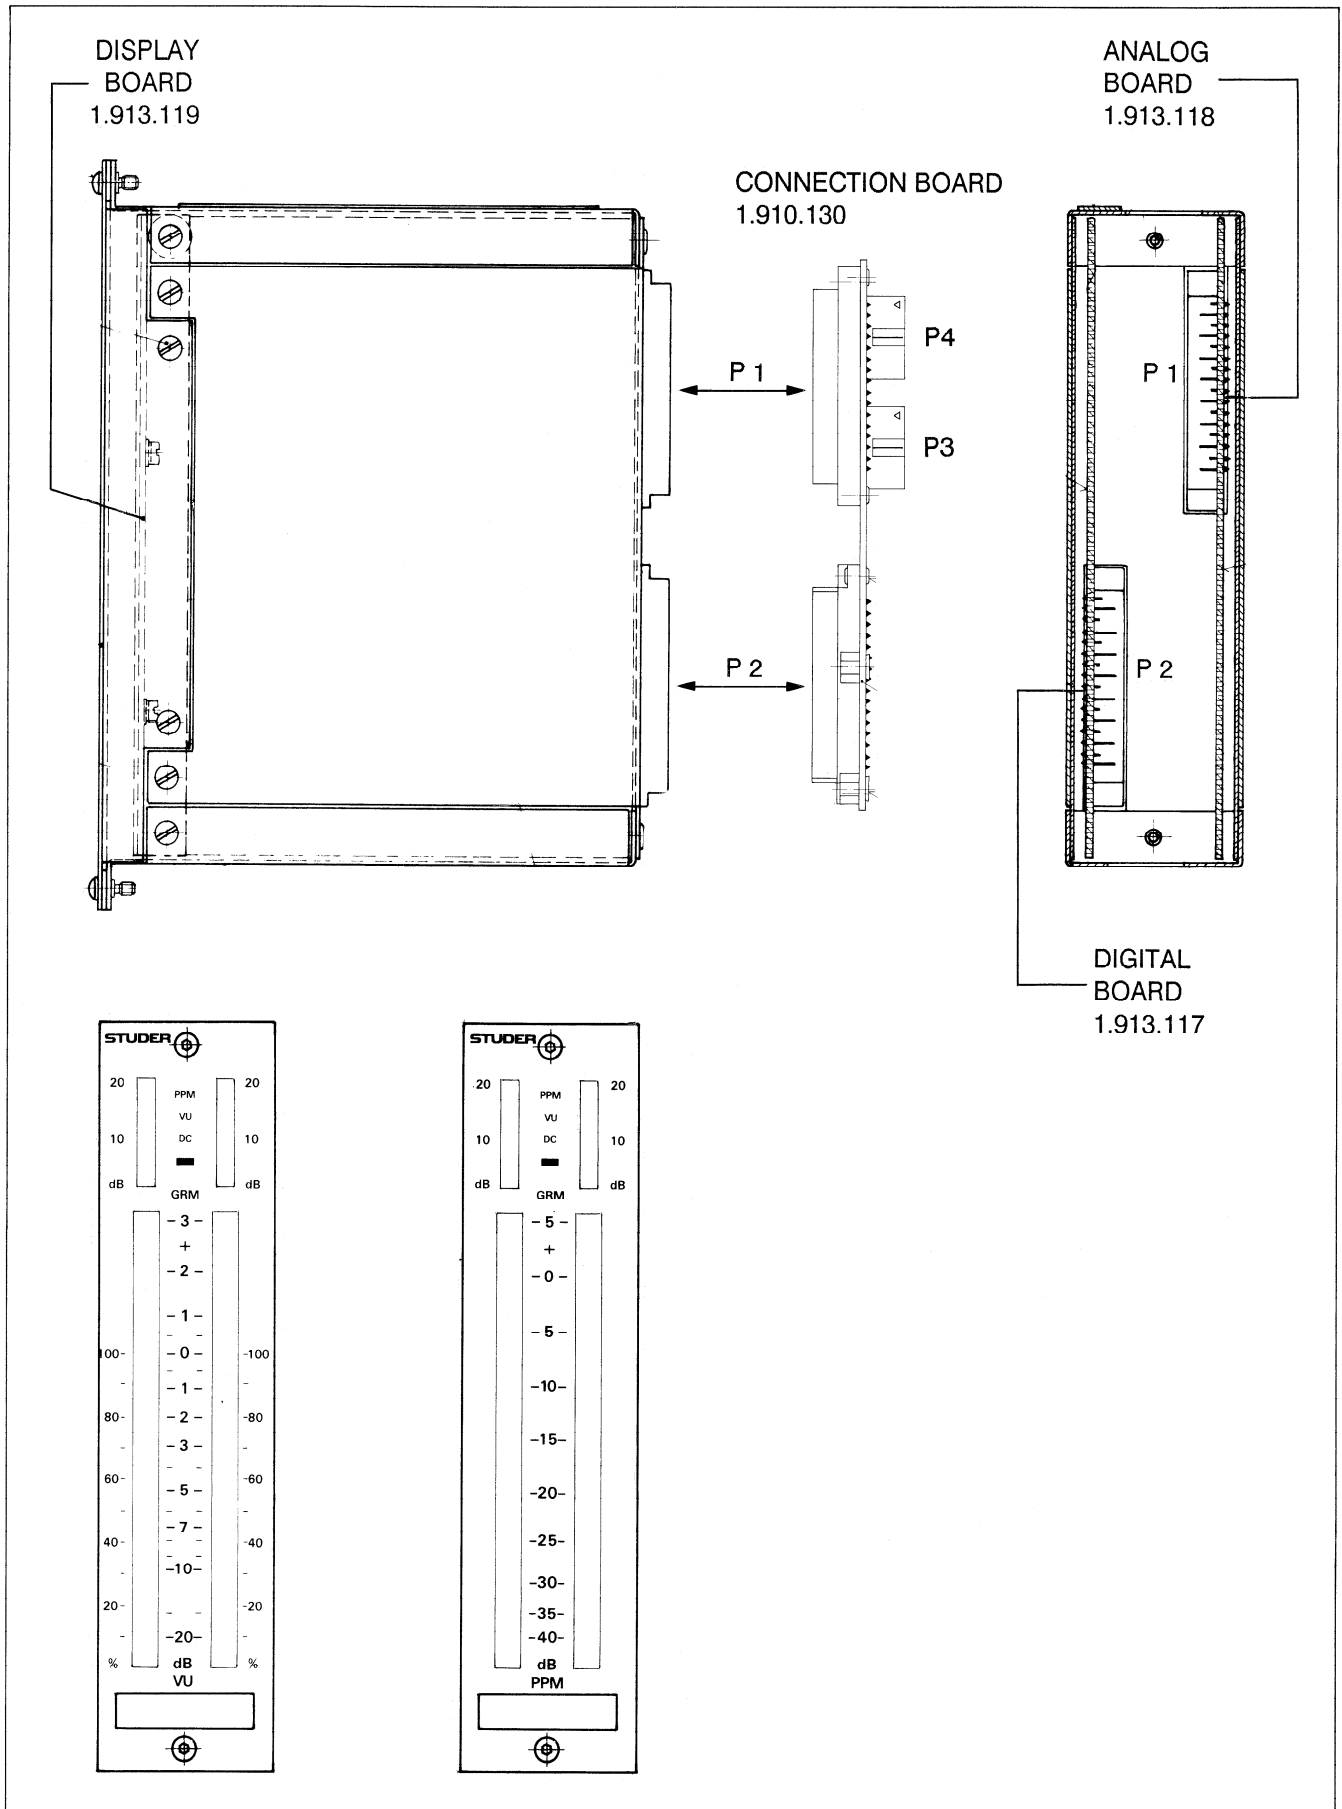 DISPLAY
BOARD
1.913.119
ANALOG
BOARD
1.913.118
CONNECTION BOARD
1.910.130
P4
P 1
P3
P 1
P 2
P 2
DIGITAL
BOARD
1.913.117
STUDER
20 20
PPM
VU
10 DC 10
dB dB
GRM
– 3 –
+
– 2 –
– 1 –
100- – 0 – -100
– 1 –
80- – 2 – -80
– 3 –
60- -60
– 5 –
– 7 –
40- -40
–10–
20- -20
–20–
% dB %
VU
STUDER
20 20
PPM
VU
10 DC 10
dB dB
GRM
– 5 –
+
– 0 –
– 5 –
–10–
–15–
–20–
–25–
–30–
–35–
–40–
dB
PPM